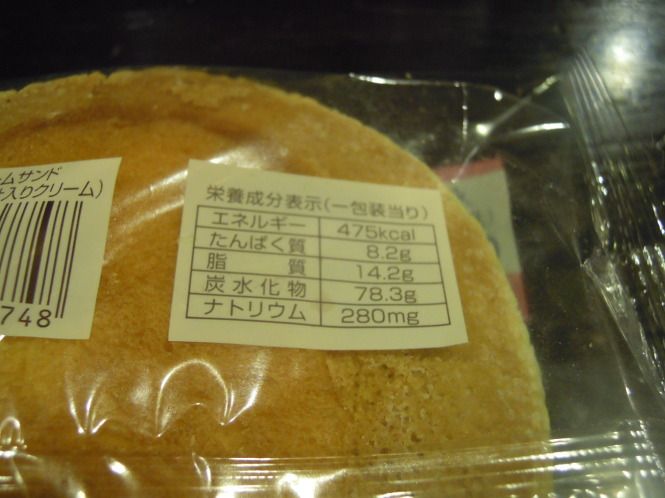 ームサンド
入りクリーム)
748
栄養成分表示(一包装当り)
エネルギー 475kcal
たんぱく質 8.2g
脂質 14.2g
炭水化物 78.3g
ナトリウム 280mg